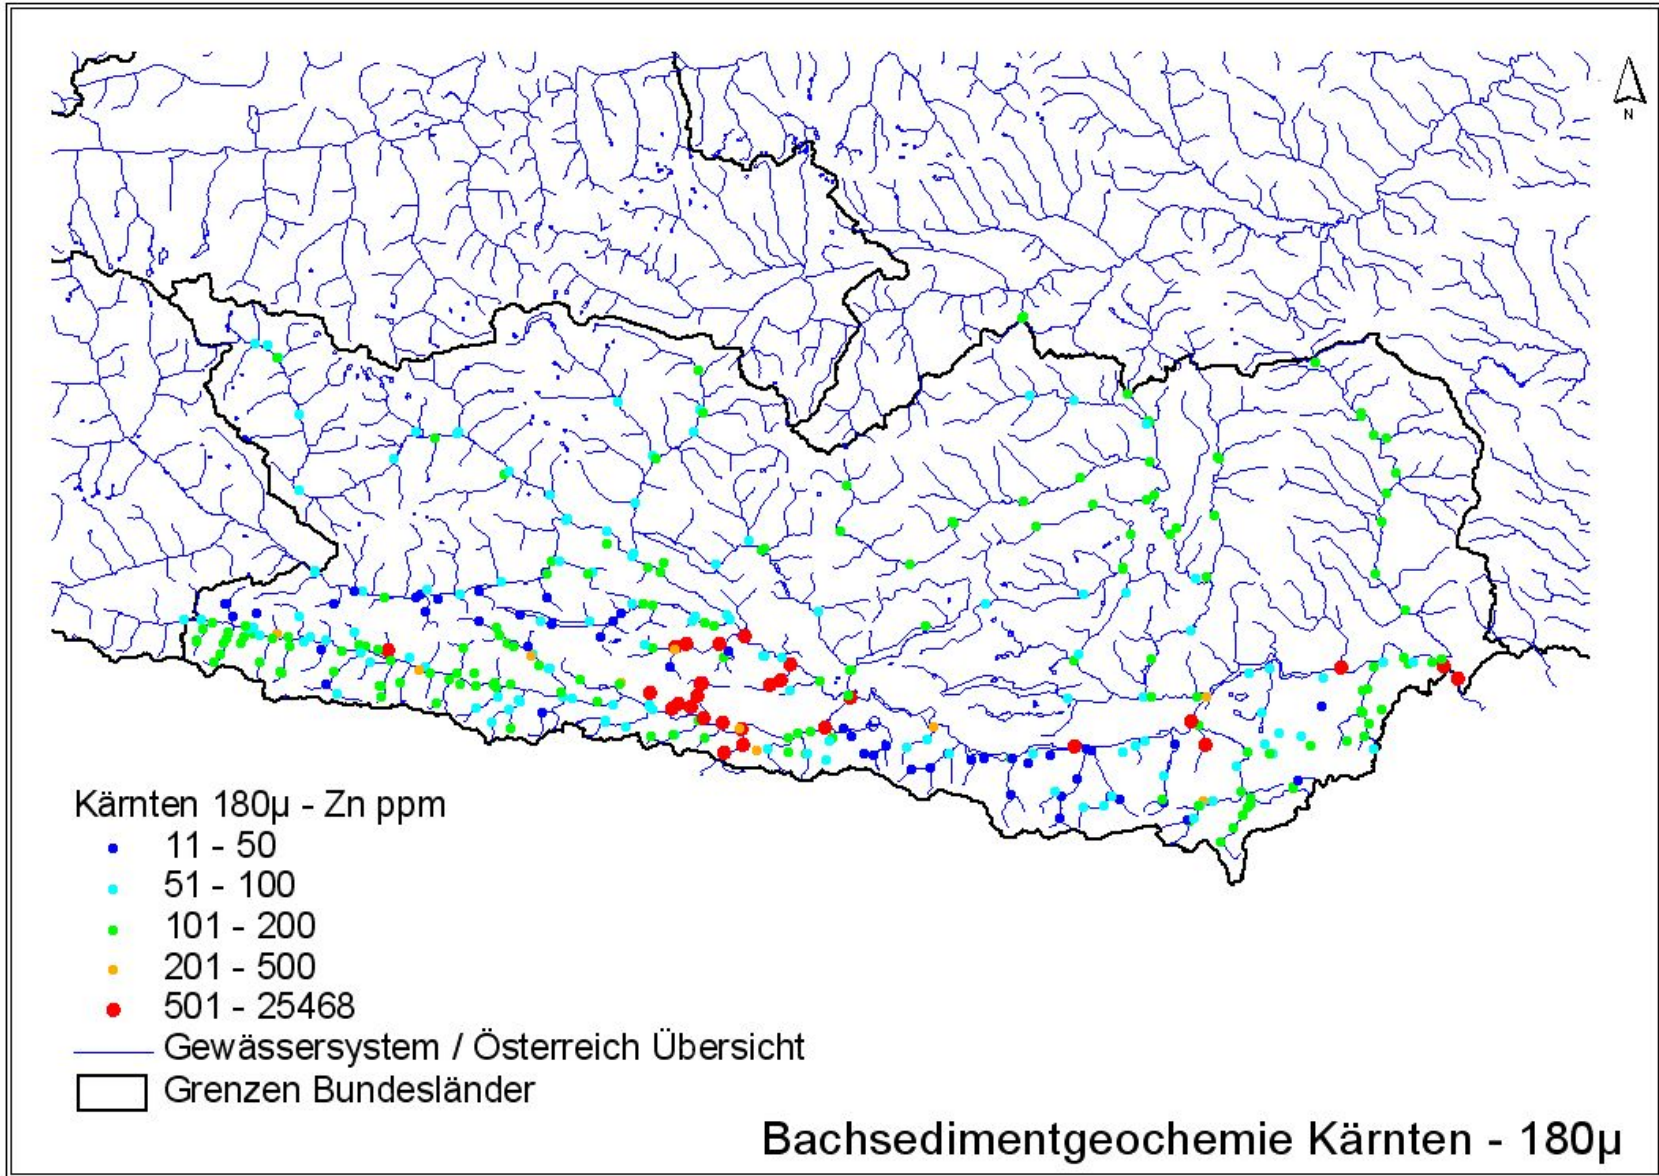 N
Kärnten 180µ - Zn ppm
11 - 50
51 - 100
101 - 200
201 - 500
501 - 25468
Gewässersystem / Österreich Übersicht
Grenzen Bundesländer
Bachsedimentgeochemie Kärnten - 180µ